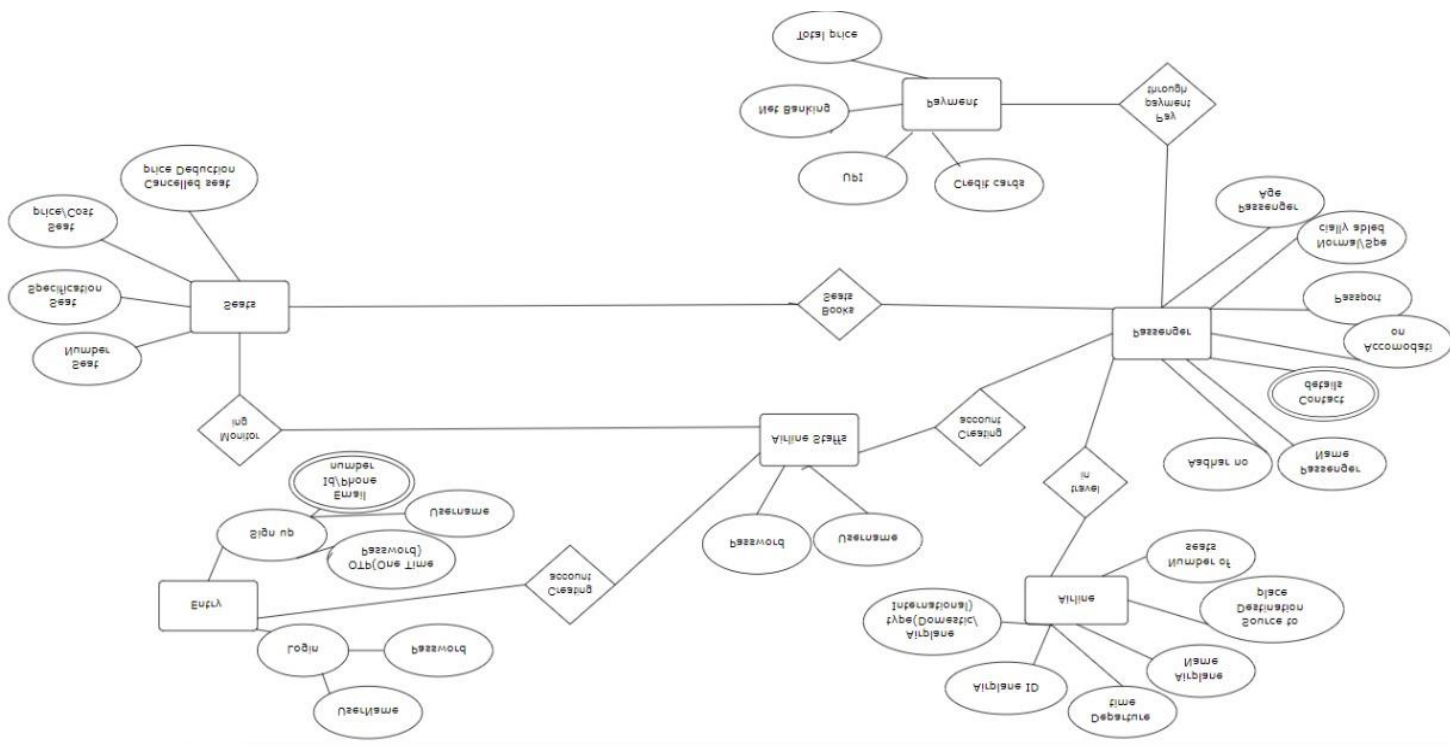 UserName
Departure
time
Airplane ID
Airplane
Name
Login
Password
Airplane
type(Domestic/
International)
Source to
Destination
place
Entry
Creating
account
Airline
OTP(One Time
Password)
Password
Username
Number of
seats
Sign up
Username
Email
Id/Phone
number
travel
in
Aadhar no
Passenger
Name
Monitor
ing
Airline Staffs
Creating
account
Contact
details
Seat
Number
Accomodati
on
Passenger
Passport
Seat
Specification
Seats
Books
Seats
Normal/Spe
cially abled
Seat
price/Cost
Passenger
Age
Cancelled seat
price Deduction
UPI
Credit cards
Net Banking
Payment
Pay
payment
through
Total price